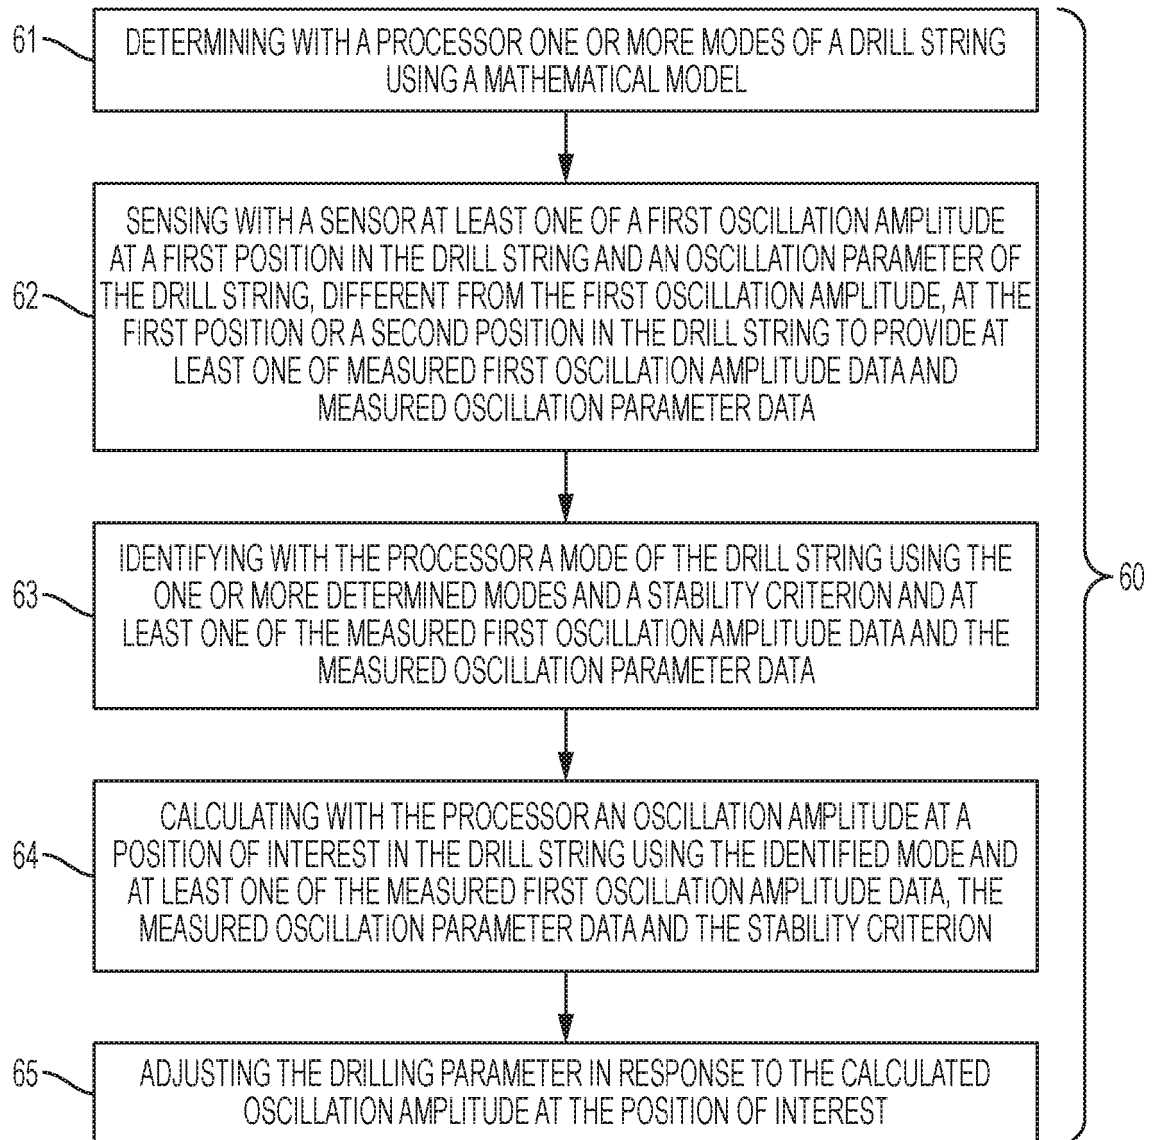 61
DETERMINING WITH A PROCESSOR ONE OR MORE MODES OF A DRILL STRING
USING A MATHEMATICAL MODEL
62
SENSING WITH A SENSOR AT LEAST ONE OF A FIRST OSCILLATION AMPLITUDE
AT A FIRST POSITION IN THE DRILL STRING AND AN OSCILLATION PARAMETER OF
THE DRILL STRING, DIFFERENT FROM THE FIRST OSCILLATION AMPLITUDE, AT THE
FIRST POSITION OR A SECOND POSITION IN THE DRILL STRING TO PROVIDE AT
LEAST ONE OF MEASURED FIRST OSCILLATION AMPLITUDE DATA AND
MEASURED OSCILLATION PARAMETER DATA
63
IDENTIFYING WITH THE PROCESSOR A MODE OF THE DRILL STRING USING THE
ONE OR MORE DETERMINED MODES AND A STABILITY CRITERION AND AT
LEAST ONE OF THE MEASURED FIRST OSCILLATION AMPLITUDE DATA AND THE
MEASURED OSCILLATION PARAMETER DATA
60
64
CALCULATING WITH THE PROCESSOR AN OSCILLATION AMPLITUDE AT A
POSITION OF INTEREST IN THE DRILL STRING USING THE IDENTIFIED MODE AND
AT LEAST ONE OF THE MEASURED FIRST OSCILLATION AMPLITUDE DATA, THE
MEASURED OSCILLATION PARAMETER DATA AND THE STABILITY CRITERION
65
ADJUSTING THE DRILLING PARAMETER IN RESPONSE TO THE CALCULATED
OSCILLATION AMPLITUDE AT THE POSITION OF INTEREST